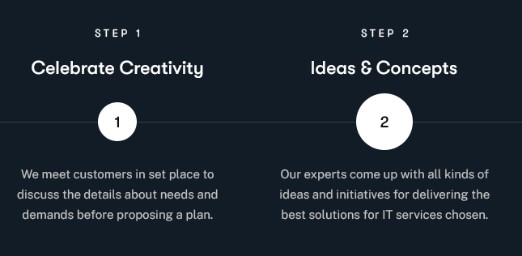 STEP 1
Celebrate Creativity
1
We meet customers in set place to
discuss the details about needs and
demands before proposing a plan.
STEP 2
Ideas & Concepts
2
Our experts come up with all kinds of
ideas and initiatives for delivering the
best solutions for IT services chosen.